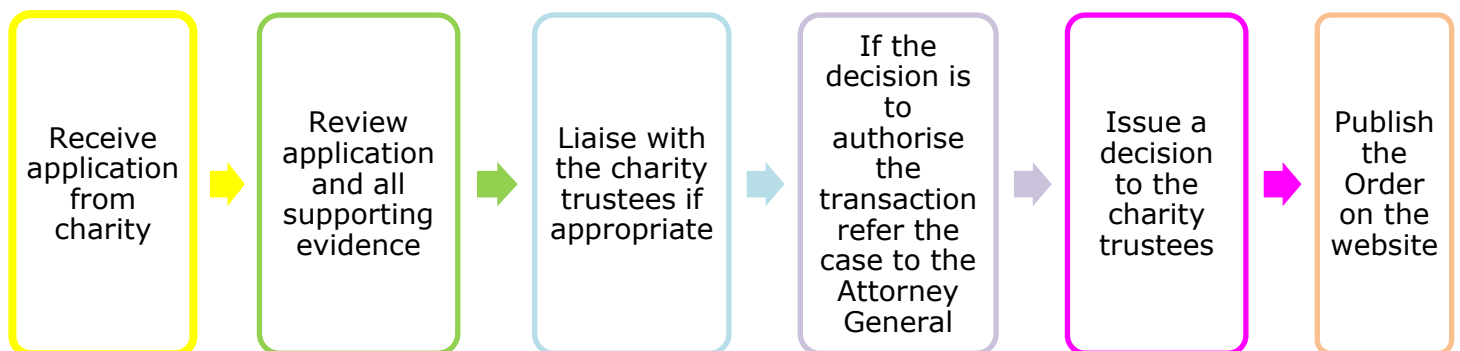 Receive
application
from
charity
Review
application
and all
supporting
evidence
Liaise with
the charity
trustees if
appropriate
If the
decision is
to
authorise
the
transaction
refer the
case to the
Attorney
General
Issue a
decision
to the
charity
trustees
Publish
the
Order
on the
website